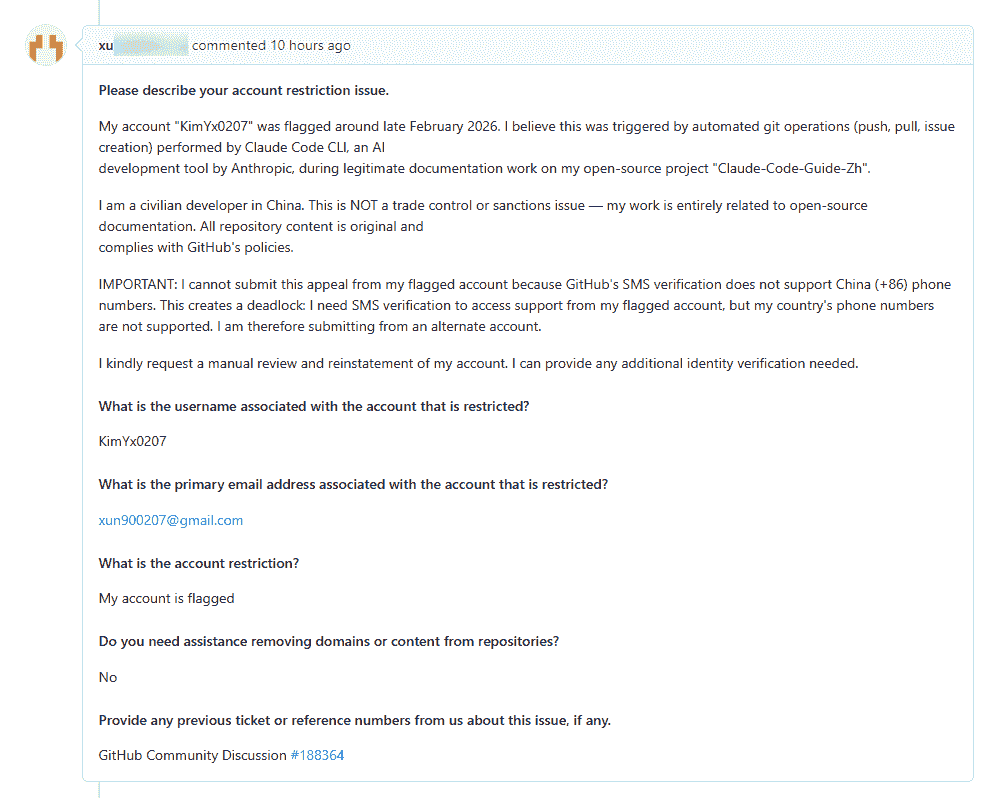 xu commented 10 hours ago
Please describe your account restriction issue.
My account "KimYx0207" was flagged around late February 2026. I believe this was triggered by automated git operations (push, pull, issue
creation) performed by Claude Code CLI, an AI
development tool by Anthropic, during legitimate documentation work on my open-source project "Claude-Code-Guide-Zh".
I am a civilian developer in China. This is NOT a trade control or sanctions issue — my work is entirely related to open-source
documentation. All repository content is original and
complies with GitHub's policies.
IMPORTANT: I cannot submit this appeal from my flagged account because GitHub's SMS verification does not support China (+86) phone
numbers. This creates a deadlock: I need SMS verification to access support from my flagged account, but my country's phone numbers
are not supported. I am therefore submitting from an alternate account.
I kindly request a manual review and reinstatement of my account. I can provide any additional identity verification needed.
What is the username associated with the account that is restricted?
KimYx0207
What is the primary email address associated with the account that is restricted?
xun900207@gmail.com
What is the account restriction?
My account is flagged
Do you need assistance removing domains or content from repositories?
No
Provide any previous ticket or reference numbers from us about this issue, if any.
GitHub Community Discussion #188364